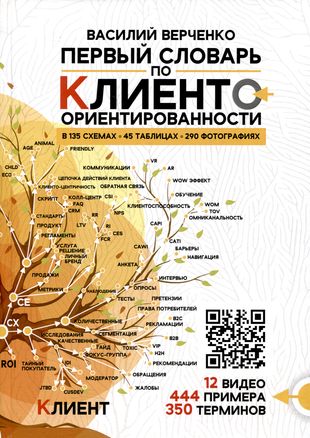 ВАСИЛИЙ ВЕРЧЕНКО
ПЕРВЫЙ СЛОВАРЬ
ПО
КЛИЕНТО
ОРИЕНТИРОВАННОСТИ
В 135 СХЕМАХ • 45 ТАБЛИЦАХ • 290 ФОТОГРАФИЯХ
ANIMAL
AGE
FRIENDLY
VR
CHILD
КОММУНИКАЦИИ
AR
ECO
ЦЕПОЧКА ДЕЙСТВИЙ КЛИЕНТА
WOW ЭФФЕКТ
КЛИЕНТО-ЦЕНТРИЧНОСТЬ
ОБРАТНАЯ СВЯЗЬ
ОБУЧЕНИЕ
СКРИПТ
КОЛЛ-ЦЕНТР
CSI
КЛИЕНТОСПОСОБНОСТЬ
WOM
FAQ
RR
TOV
CRM
NPS
ОМНИКАНАЛЬНОСТЬ
СТАНДАРТЫ
CAPI
ПРОДУКТ
LTV
RI
CES
CATI
РЕГЛАМЕНТЫ
FCR
CAWI
БАРЬЕРЫ
УСЛУГА
РЕШЕНИЕ
НАВИГАЦИЯ
ЛИЧНЫЙ
БРЕНД
АНКЕТА
ПРОДАЖИ
ИНТЕРВЬЮ
МЕТРИКИ
НАБЛЮДЕНИЕ
ОПРОСЫ
ТЕСТЫ
ПРЕТЕНЗИИ
CE
ПРАВА ПОТРЕБИТЕЛЕЙ
КОЛИЧЕСТВЕННЫЕ
B2C
РЕКЛАМАЦИИ
CX
ИССЛЕДОВАНИЯ
СЕГМЕНТАЦИЯ
B2B
КАЧЕСТВЕННЫЕ
ГАЙД
TOXIC
VIP
ФОКУС-ГРУППА
H2H
ROI
ТАЙНЫЙ
ПОКУПАТЕЛЬ
IDI
РЕКОМЕНДАЦИИ
МОДЕРАТОР
ОБРАЩЕНИЯ
JTBD
CUSDEV
ЖАЛОБЫ
12 ВИДЕО
444 ПРИМЕРА
350 ТЕРМИНОВ
КЛИЕНТ